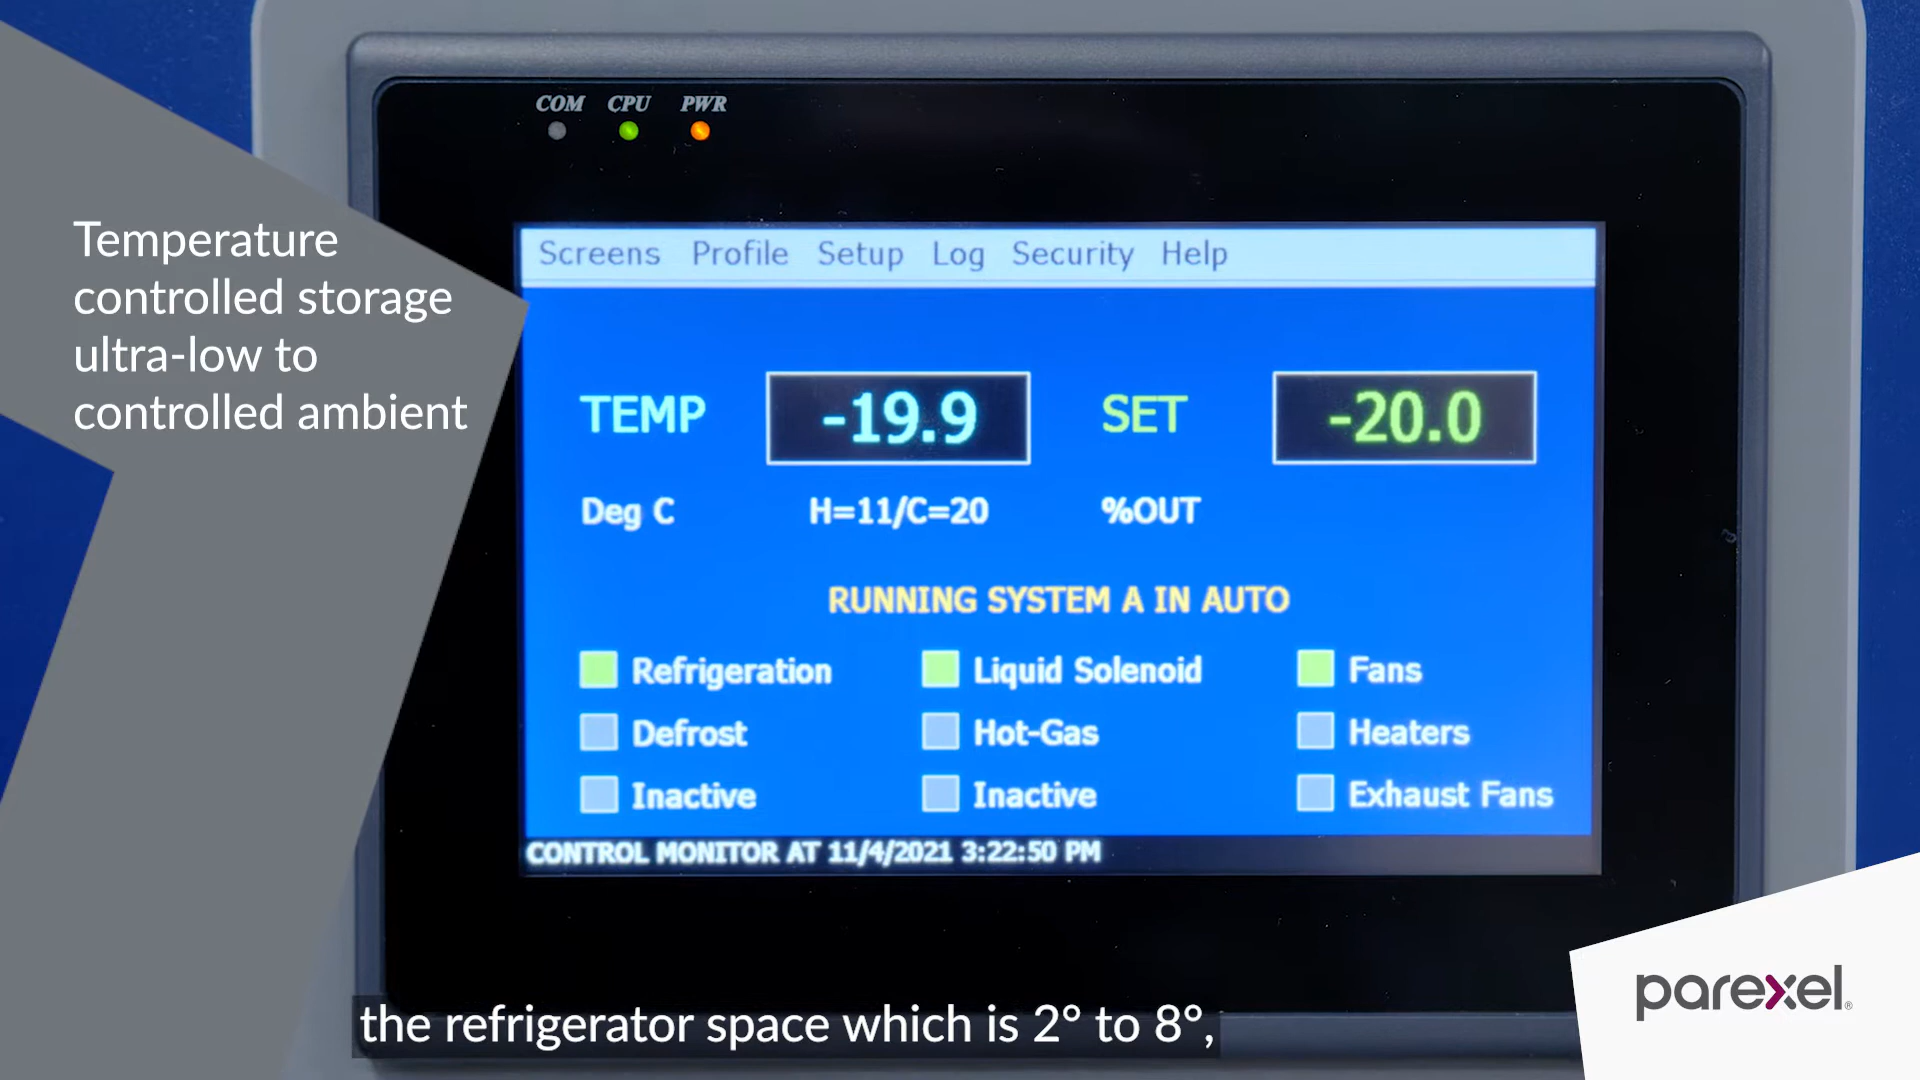 COM CPU PWR
Temperature
controlled storage
ultra-low to
controlled ambient
Screens Profile Setup Log Security Help
TEMP -19.9 SET -20.0
Deg C H=11/C=20 %OUT
RUNNING SYSTEM A IN AUTO
Refrigeration Liquid Solenoid Fans
Defrost Hot-Gas Heaters
Inactive Inactive Exhaust Fans
CONTROL MONITOR AT 11/4/2021 3:22:50 PM
parexel®
the refrigerator space which is 2° to 8°,